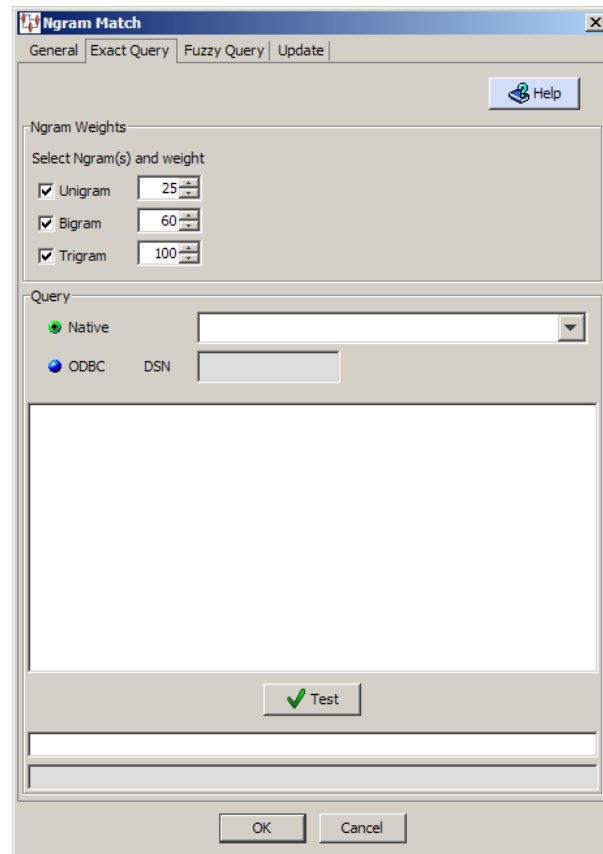 Ngram Match
General Exact Query Fuzzy Query Update
Help
Ngram Weights
Select Ngram(s) and weight
Unigram 25
Bigram 60
Trigram 100
Query
Native
ODBC DSN
Test
OK Cancel